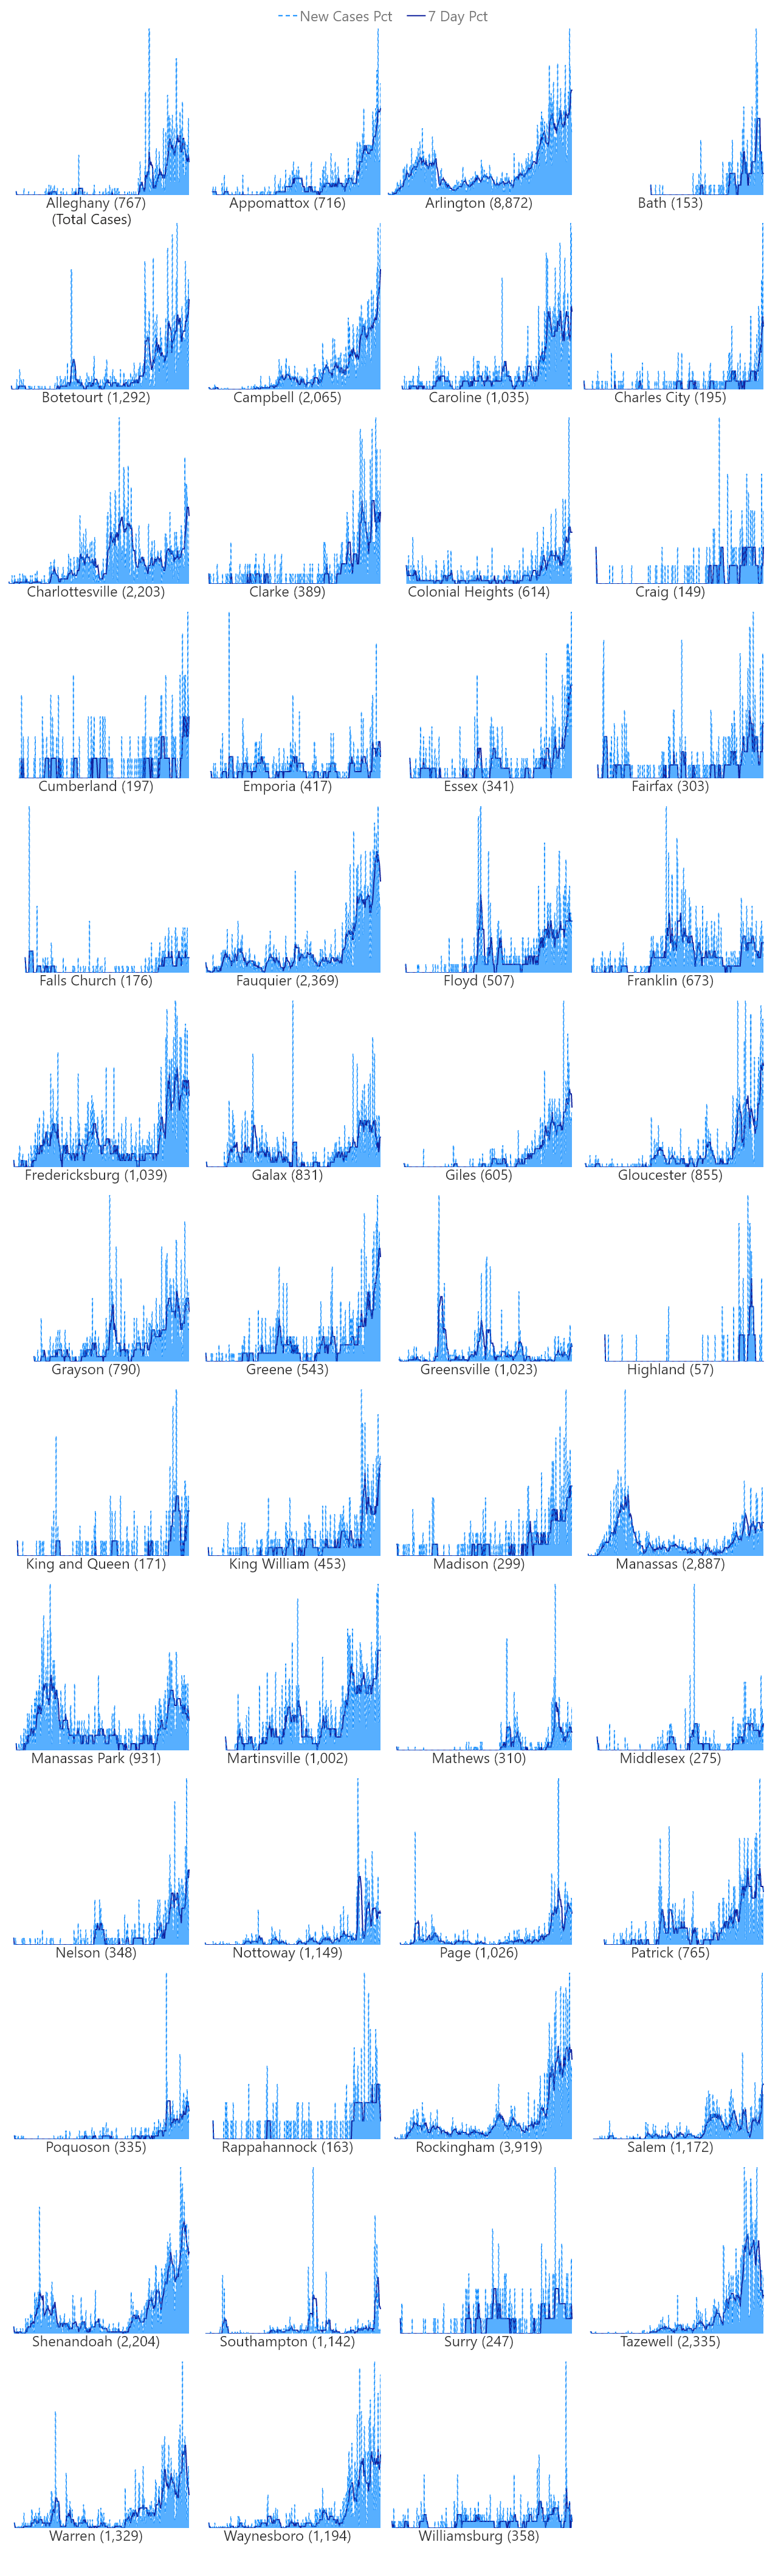 New Cases Pct 7 Day Pct
Alleghany (767) Appomattox (716) Arlington (8,872) Bath (153)
(Total Cases)
Botetourt (1,292) Campbell (2,065) Caroline (1,035) Charles City (195)
Charlottesville (2,203) Clarke (389) Colonial Heights (614) Craig (149)
Cumberland (197) Emporia (417) Essex (341) Fairfax (303)
Falls Church (176) Fauquier (2,369) Floyd (507) Franklin (673)
Fredericksburg (1,039) Galax (831) Giles (605) Gloucester (855)
Grayson (790) Greene (543) Greensville (1,023) Highland (57)
King and Queen (171) King William (453) Madison (299) Manassas (2,887)
Manassas Park (931) Martinsville (1,002) Mathews (310) Middlesex (275)
Nelson (348) Nottoway (1,149) Page (1,026) Patrick (765)
Poquoson (335) Rappahannock (163) Rockingham (3,919) Salem (1,172)
Shenandoah (2,204) Southampton (1,142) Surry (247) Tazewell (2,335)
Warren (1,329) Waynesboro (1,194) Williamsburg (358)